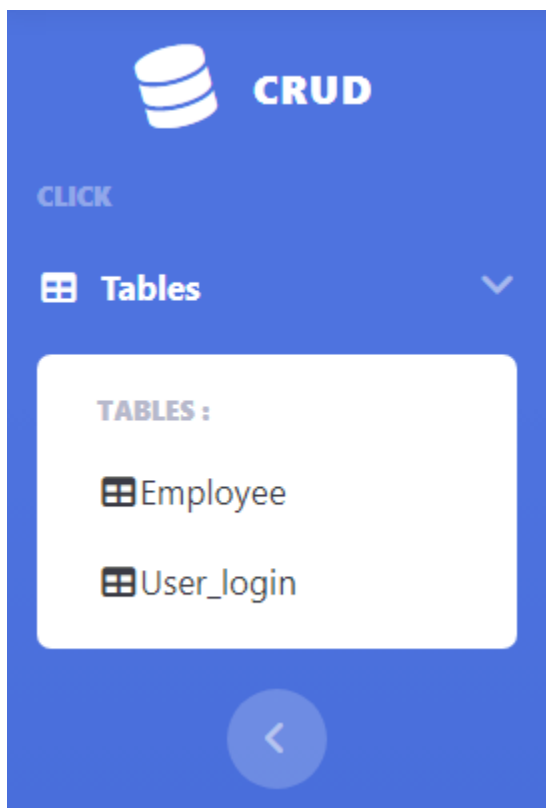 CRUD
CLICK
Tables
TABLES :
Employee
User_login